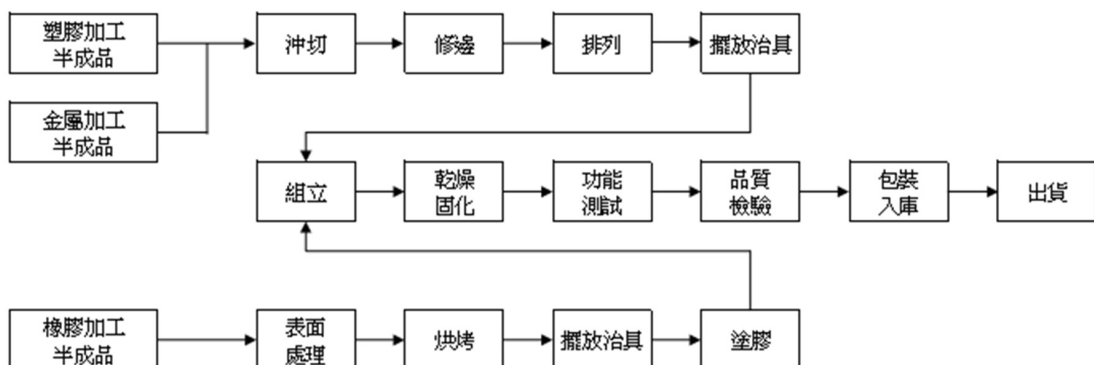 塑膠加工
半成品
沖切
修邊
排列
擺放治具
金屬加工
半成品
組立
乾燥
固化
功能
測試
品質
檢驗
包裝
入庫
出貨
橡膠加工
半成品
表面
處理
烘烤
擺放治具
塗膠